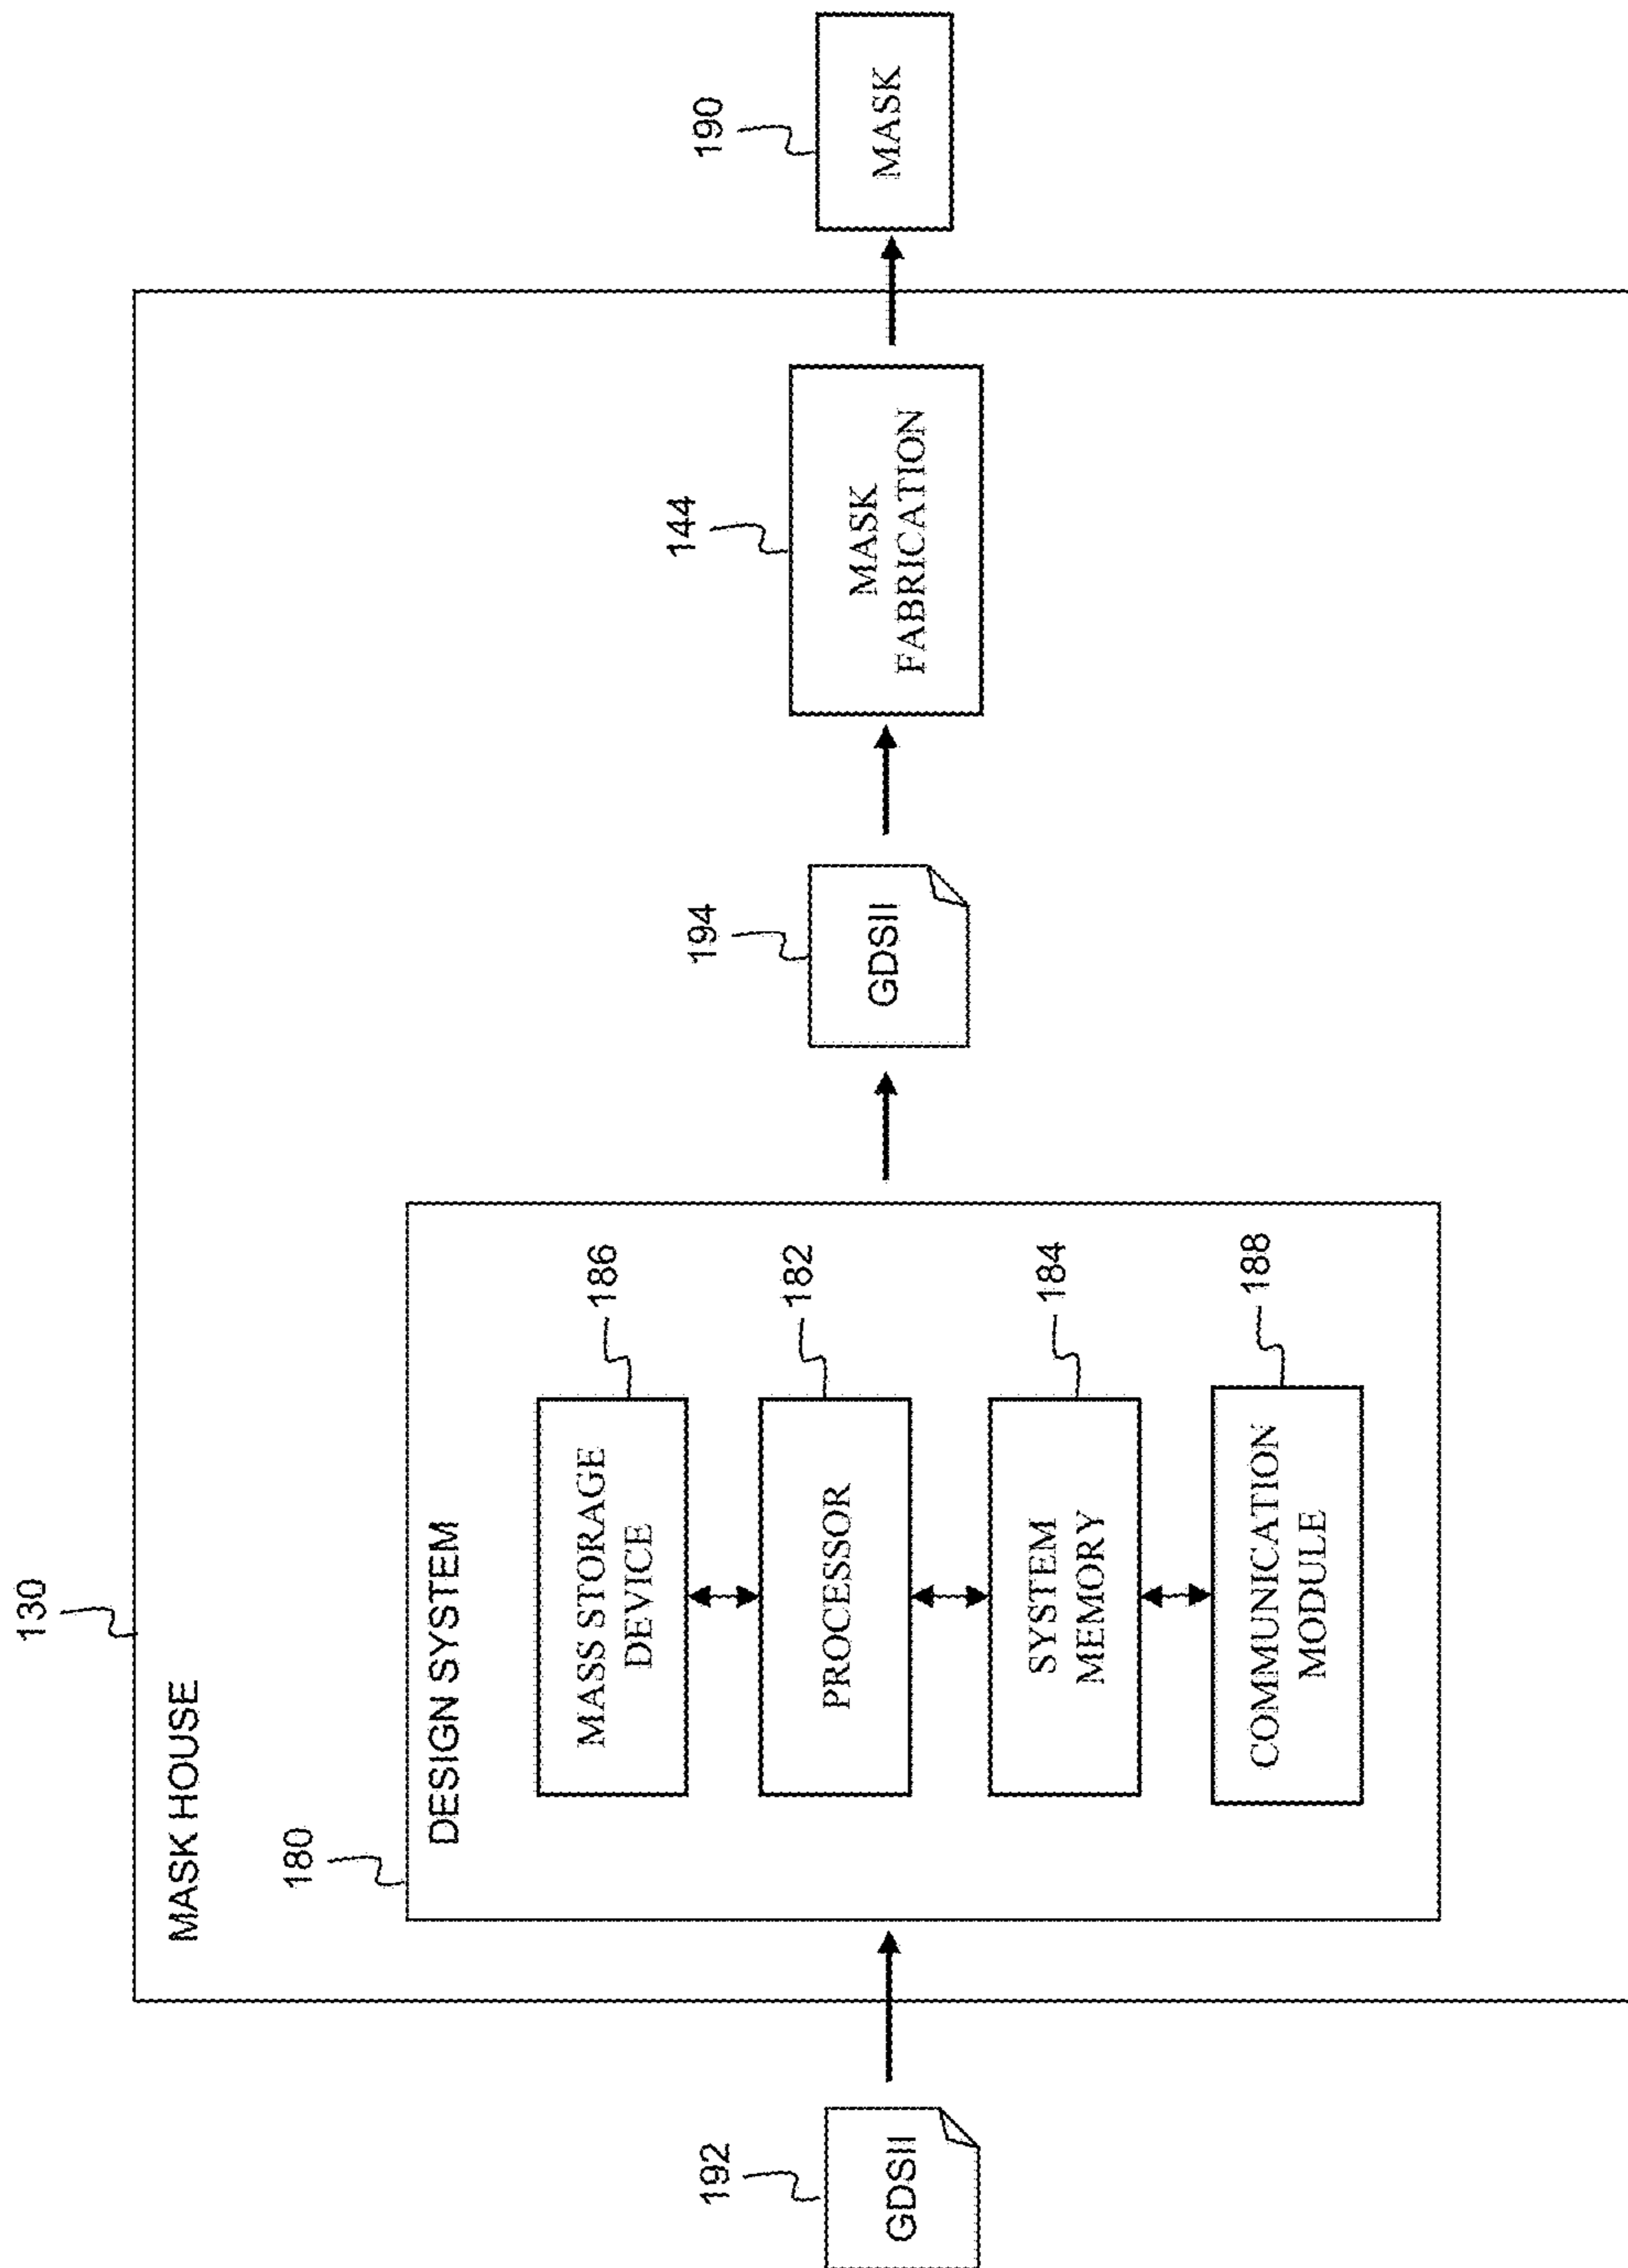 130
MASK HOUSE
180
DESIGN SYSTEM
186
MASS STORAGE
DEVICE
182
PROCESSOR
184
SYSTEM
MEMORY
188
COMMUNICATION
MODULE
192
GDSII
194
GDSII
144
MASK
FABRICATION
190
MASK